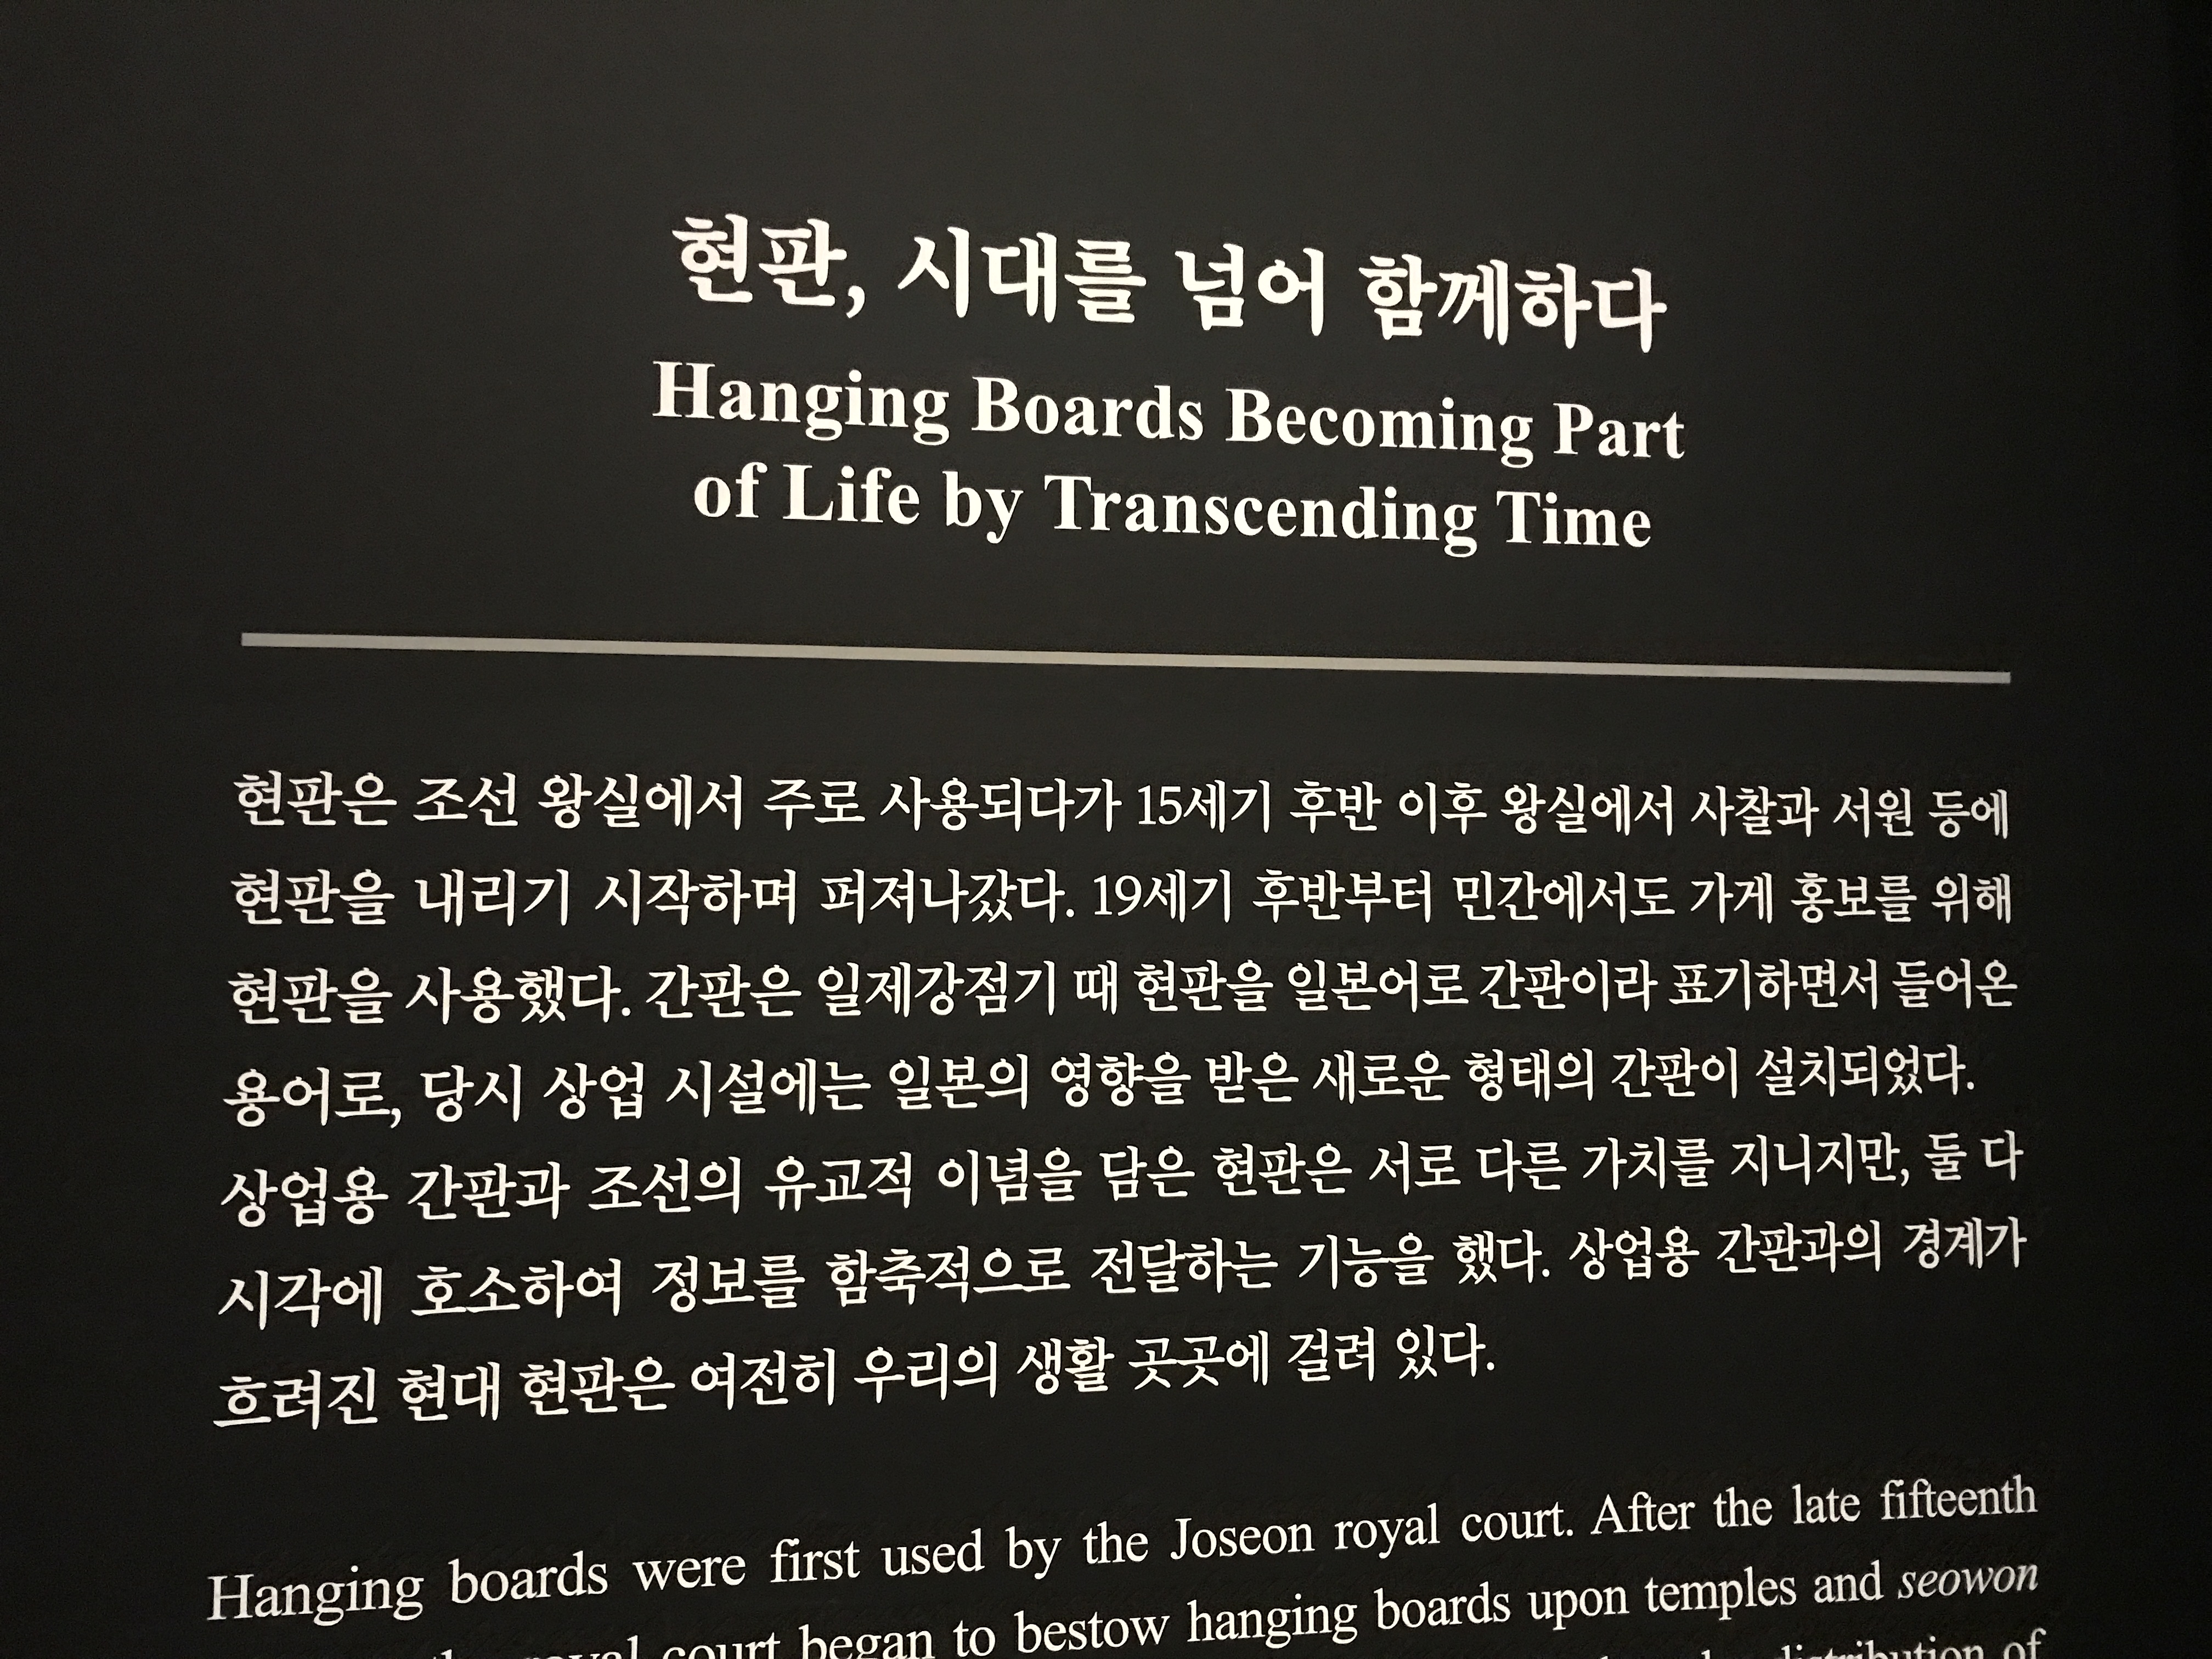 현판, 시대를 넘어 함께하다
Hanging Boards Becoming Part
of Life by Transcending Time
현판은 조선 왕실에서 주로 사용되다가 15세기 후반 이후 왕실에서 사찰과 서원 등에
현판을 내리기 시작하며 퍼져나갔다. 19세기 후반부터 민간에서도 가게 홍보를 위해
현판을 사용했다. 간판은 일제강점기 때 현판을 일본어로 간판이라 표기하면서 들어온
용어로, 당시 상업 시설에는 일본의 영향을 받은 새로운 형태의 간판이 설치되었다.
상업용 간판과 조선의 유교적 이념을 담은 현판은 서로 다른 가치를 지니지만, 둘 다
시각에 호소하여 정보를 함축적으로 전달하는 기능을 했다. 상업용 간판과의 경계가
흐려진 현대 현판은 여전히 우리의 생활 곳곳에 걸려 있다.
Hanging boards were first used by the Joseon royal court. After the late fifteenth
royal court began to bestow hanging boards upon temples and seowon
distribution of